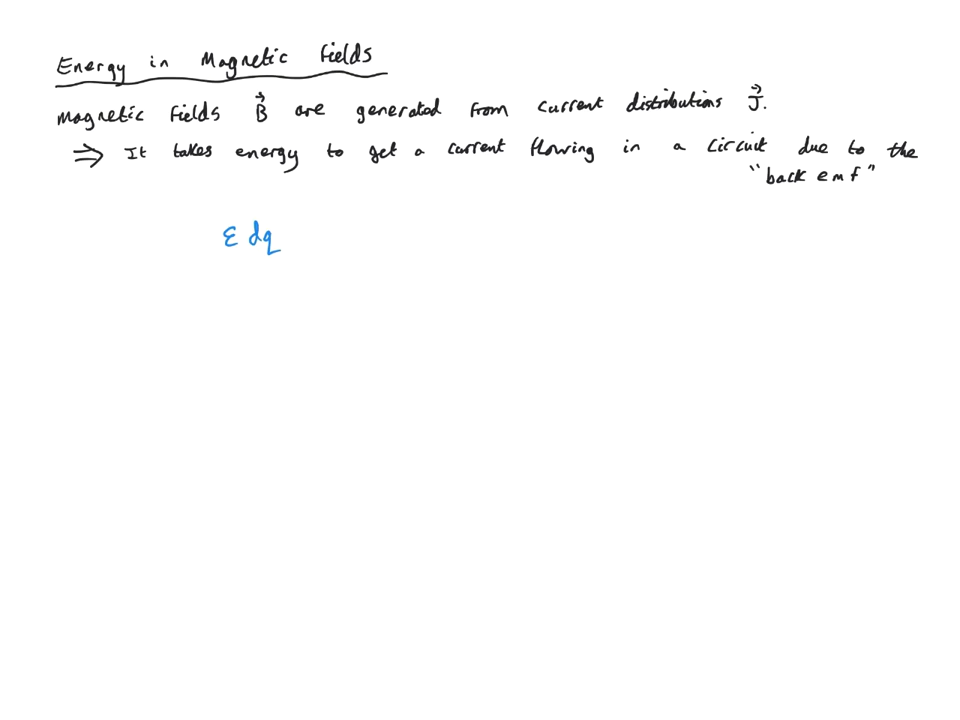 Energy in Magnetic Fields
Magnetic Fields B⃗ are generated from current distributions J⃗.
⇒ It takes energy to get a current flowing in a circuit due to the
"back emf"
ε dq